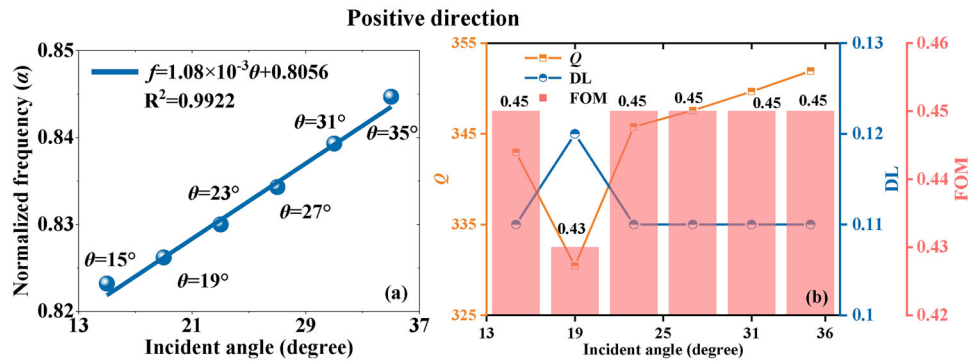 Positive direction
0.85
0.84
0.83
0.82
Normalized frequency (α)
f=1.08×10⁻³θ+0.8056
R²=0.9922
θ=15°
θ=19°
θ=23°
θ=27°
θ=31°
θ=35°
(a)
13 19 25 31 37
Incident angle (degree)
355
345
335
325
Q
Q
DL
FOM
0.45
0.43
0.45
0.45
0.45
0.45
(b)
13 19 25 31 36
Incident angle (degree)
0.13
0.12
0.11
0.1
DL
0.46
0.45
0.44
0.43
0.42
FOM